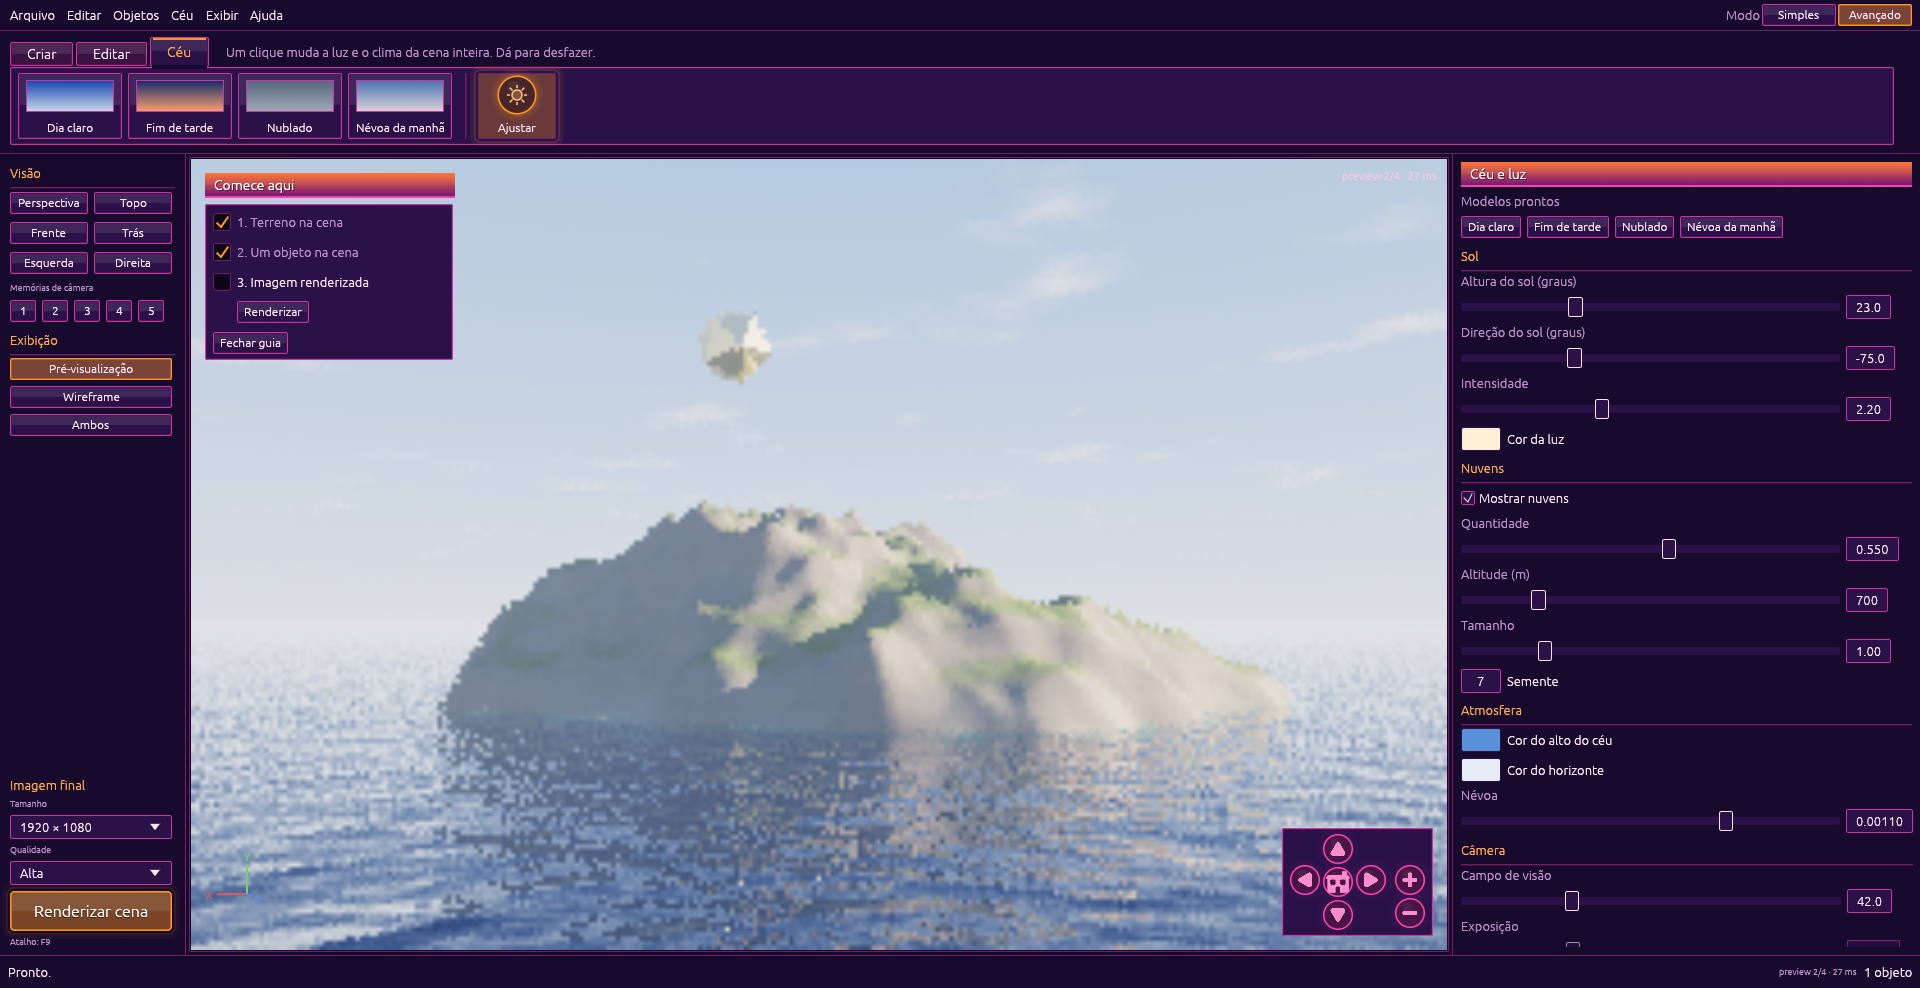 Arquivo Editar Objetos Céu Exibir Ajuda
Modo Simples Avançado
Criar Editar Céu Um clique muda a luz e o clima da cena inteira. Dá para desfazer.
Dia claro Fim de tarde Nublado Névoa da manhã Ajustar
Visão
Perspectiva Topo
Frente Trás
Esquerda Direita
Memórias de câmera
1 2 3 4 5
Exibição
Pré-visualização
Wireframe
Ambos
Imagem final
Tamanho
1920 × 1080
Qualidade
Alta
Renderizar cena
Atalho: F9
Comece aqui
1. Terreno na cena
2. Um objeto na cena
3. Imagem renderizada
Renderizar
Fechar guia
preview 2/4 · 27 ms
Y
X
Céu e luz
Modelos prontos
Dia claro Fim de tarde Nublado Névoa da manhã
Sol
Altura do sol (graus)
23.0
Direção do sol (graus)
-75.0
Intensidade
2.20
Cor da luz
Nuvens
Mostrar nuvens
Quantidade
0.550
Altitude (m)
700
Tamanho
1.00
7 Semente
Atmosfera
Cor do alto do céu
Cor do horizonte
Névoa
0.00110
Câmera
Campo de visão
42.0
Exposição
Pronto.
preview 2/4 · 27 ms 1 objeto